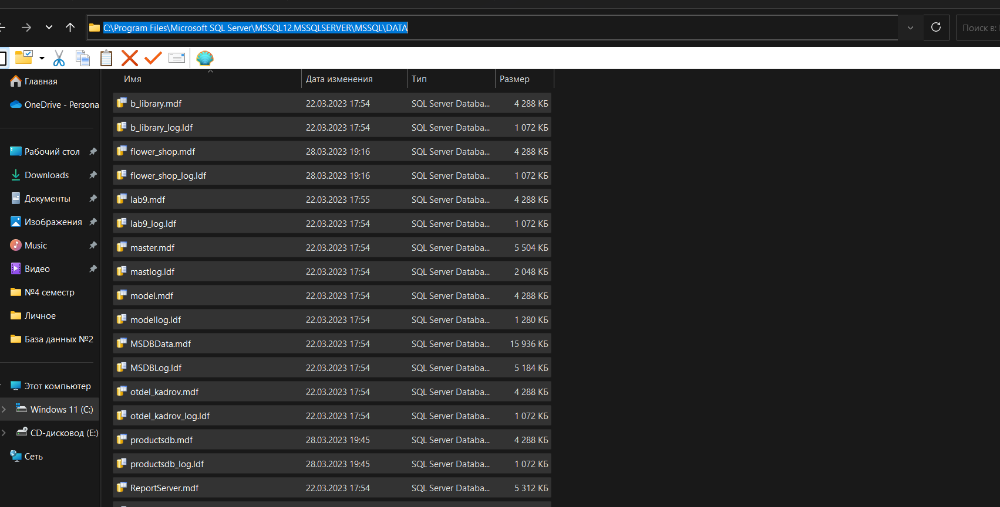 C:\Program Files\Microsoft SQL Server\MSSQL12.MSSQLSERVER\MSSQL\DATA
Поиск в:
Имя Дата изменения Тип Размер
Главная
OneDrive - Persona
Рабочий стол
Downloads
Документы
Изображения
Music
Видео
№4 семестр
Личное
База данных №2
Этот компьютер
Windows 11 (C:)
CD-дисковод (E:)
Сеть
b_library.mdf 22.03.2023 17:54 SQL Server Databa... 4 288 КБ
b_library_log.ldf 22.03.2023 17:54 SQL Server Databa... 1 072 КБ
flower_shop.mdf 28.03.2023 19:16 SQL Server Databa... 4 288 КБ
flower_shop_log.ldf 28.03.2023 19:16 SQL Server Databa... 1 072 КБ
lab9.mdf 22.03.2023 17:55 SQL Server Databa... 4 288 КБ
lab9_log.ldf 22.03.2023 17:54 SQL Server Databa... 1 072 КБ
master.mdf 22.03.2023 17:54 SQL Server Databa... 5 504 КБ
mastlog.ldf 22.03.2023 17:54 SQL Server Databa... 2 048 КБ
model.mdf 22.03.2023 17:54 SQL Server Databa... 4 288 КБ
modellog.ldf 22.03.2023 17:54 SQL Server Databa... 1 280 КБ
MSDBData.mdf 22.03.2023 17:54 SQL Server Databa... 15 936 КБ
MSDBLog.ldf 22.03.2023 17:54 SQL Server Databa... 5 184 КБ
otdel_kadrov.mdf 22.03.2023 17:54 SQL Server Databa... 4 288 КБ
otdel_kadrov_log.ldf 22.03.2023 17:54 SQL Server Databa... 1 072 КБ
productsdb.mdf 28.03.2023 19:45 SQL Server Databa... 4 288 КБ
productsdb_log.ldf 28.03.2023 19:45 SQL Server Databa... 1 072 КБ
ReportServer.mdf 22.03.2023 17:54 SQL Server Databa... 5 312 КБ